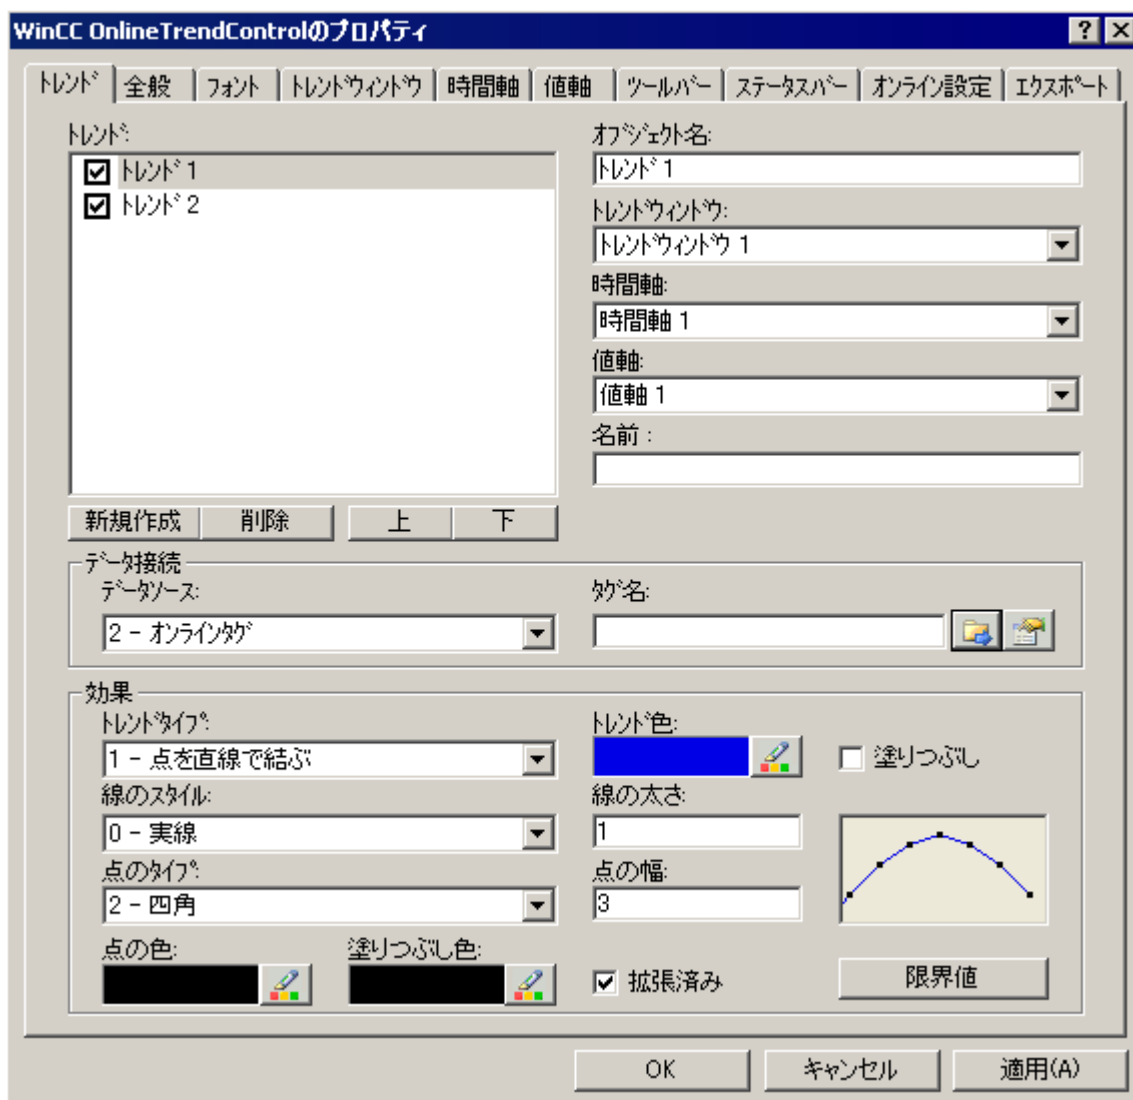 WinCC OnlineTrendControlのプロパティ
ﾄﾚﾝﾄﾞ 全般 ﾌｫﾝﾄ ﾄﾚﾝﾄﾞｳｨﾝﾄﾞｳ 時間軸 値軸 ﾂｰﾙﾊﾞｰ ｽﾃｰﾀｽﾊﾞｰ ｵﾝﾗｲﾝ設定 ｴｸｽﾎﾟｰﾄ
ﾄﾚﾝﾄﾞ:
ﾄﾚﾝﾄﾞ 1
ﾄﾚﾝﾄﾞ 2
新規作成 削除 上 下
ｵﾌﾞｼﾞｪｸﾄ名:
ﾄﾚﾝﾄﾞ 1
ﾄﾚﾝﾄﾞｳｨﾝﾄﾞｳ:
ﾄﾚﾝﾄﾞｳｨﾝﾄﾞｳ 1
時間軸:
時間軸 1
値軸:
値軸 1
名前：
ﾃﾞｰﾀ接続
ﾃﾞｰﾀｿｰｽ: ﾀｸﾞ名:
2 - ｵﾝﾗｲﾝﾀｸﾞ
効果
ﾄﾚﾝﾄﾞﾀｲﾌﾟ: ﾄﾚﾝﾄﾞ色:
1 - 点を直線で結ぶ 塗りつぶし
線のｽﾀｲﾙ: 線の太さ:
0 - 実線 1
点のﾀｲﾌﾟ: 点の幅:
2 - 四角 3
点の色: 塗りつぶし色:
拡張済み 限界値
OK キャンセル 適用(A)